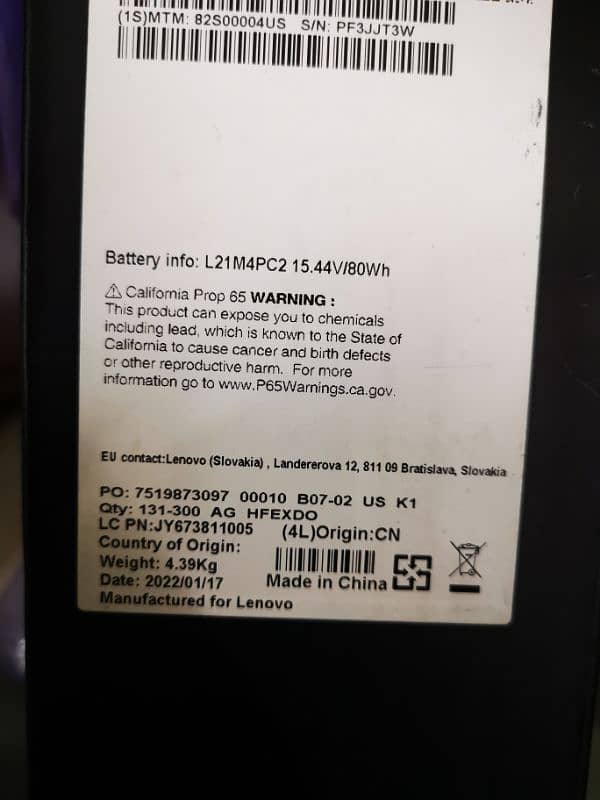 (1S)MTM: 82S00004US S/N: PF3JJT3W
Battery info: L21M4PC2 15.44V/80Wh
⚠ California Prop 65 WARNING :
This product can expose you to chemicals
including lead, which is known to the State of
California to cause cancer and birth defects
or other reproductive harm. For more
information go to www.P65Warnings.ca.gov.
EU contact:Lenovo (Slovakia) , Landererova 12, 811 09 Bratislava, Slovakia
PO: 7519873097 00010 B07-02 US K1
Qty: 131-300 AG HFEXDO
LC PN:JY673811005 (4L)Origin:CN
Country of Origin:
Weight: 4.39Kg
Date: 2022/01/17 Made in China
Manufactured for Lenovo